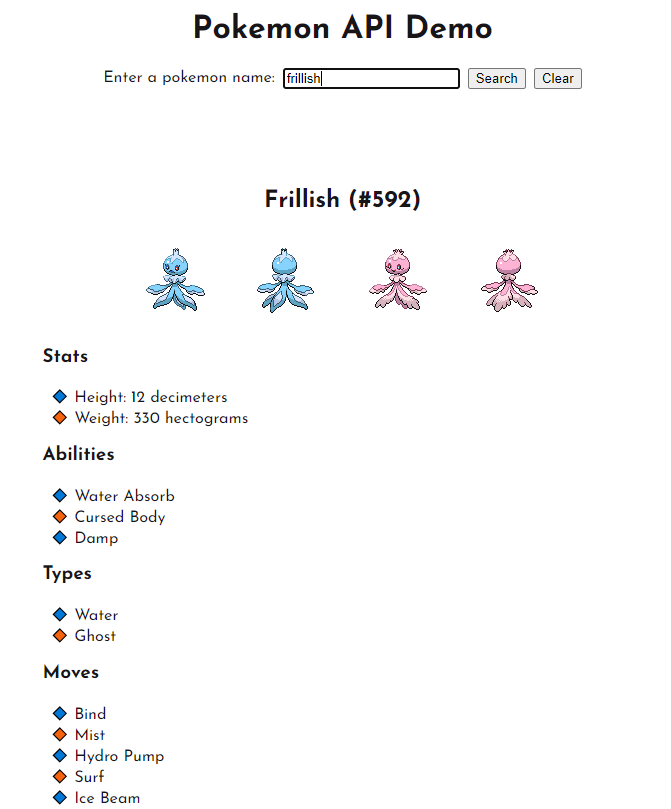 Pokemon API Demo
Enter a pokemon name: frillish Search Clear
Frillish (#592)
Stats
Height: 12 decimeters
Weight: 330 hectograms
Abilities
Water Absorb
Cursed Body
Damp
Types
Water
Ghost
Moves
Bind
Mist
Hydro Pump
Surf
Ice Beam